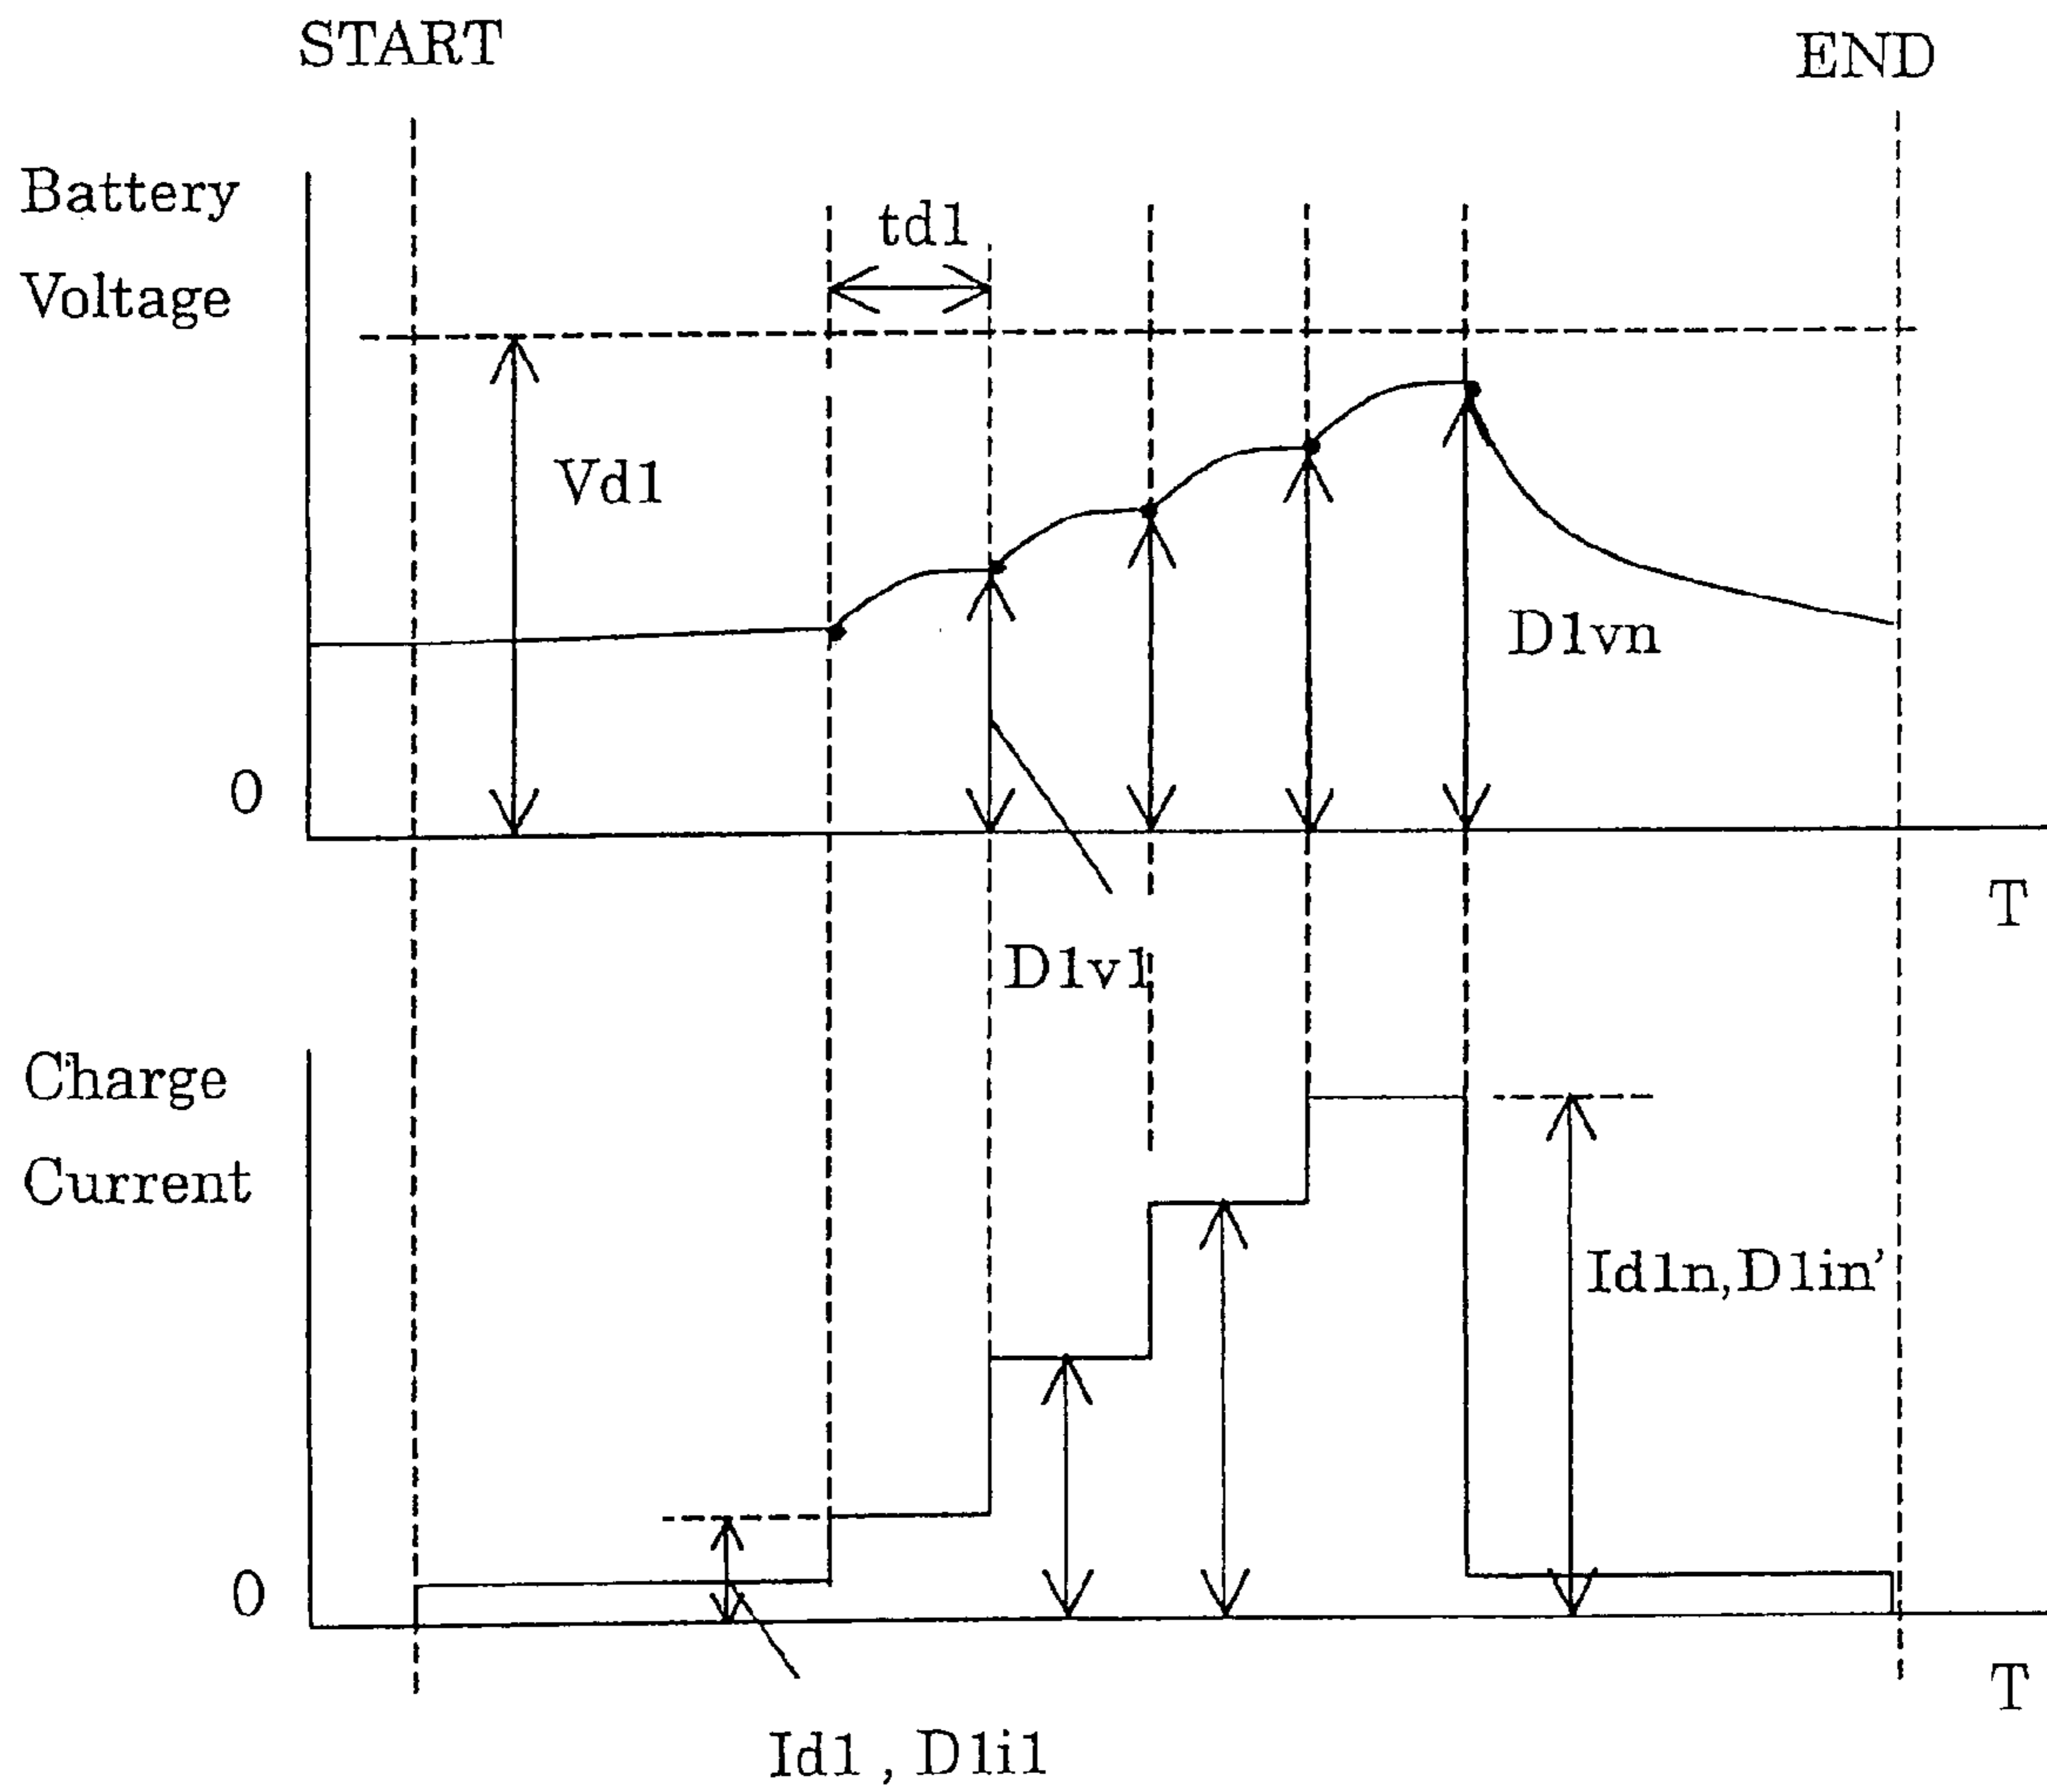 START
END
Battery
Voltage
td1
Vd1
D1vn
0
T
D1v1
Charge
Current
Id1n,D1in'
0
T
Id1 , D1i1